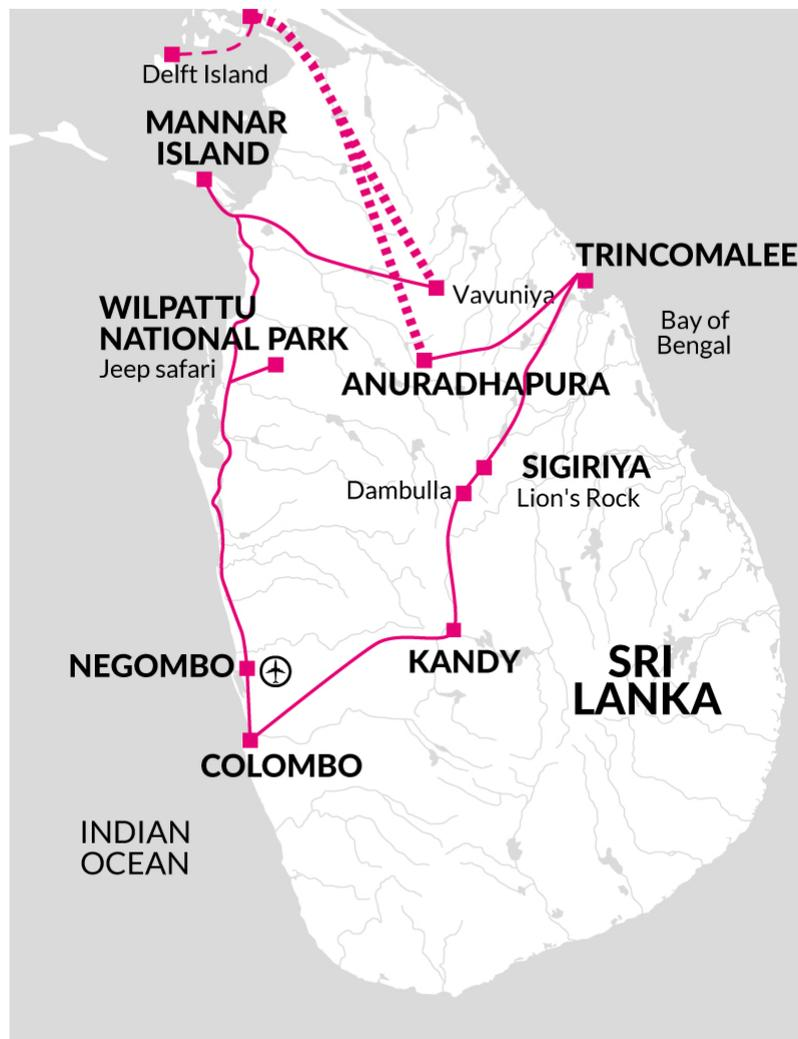 Delft Island
MANNAR
ISLAND
TRINCOMALEE
Vavuniya
WILPATTU
NATIONAL PARK
Jeep safari
Bay of
Bengal
ANURADHAPURA
SIGIRIYA
Lion's Rock
Dambulla
NEGOMBO
KANDY
SRI
LANKA
COLOMBO
INDIAN
OCEAN